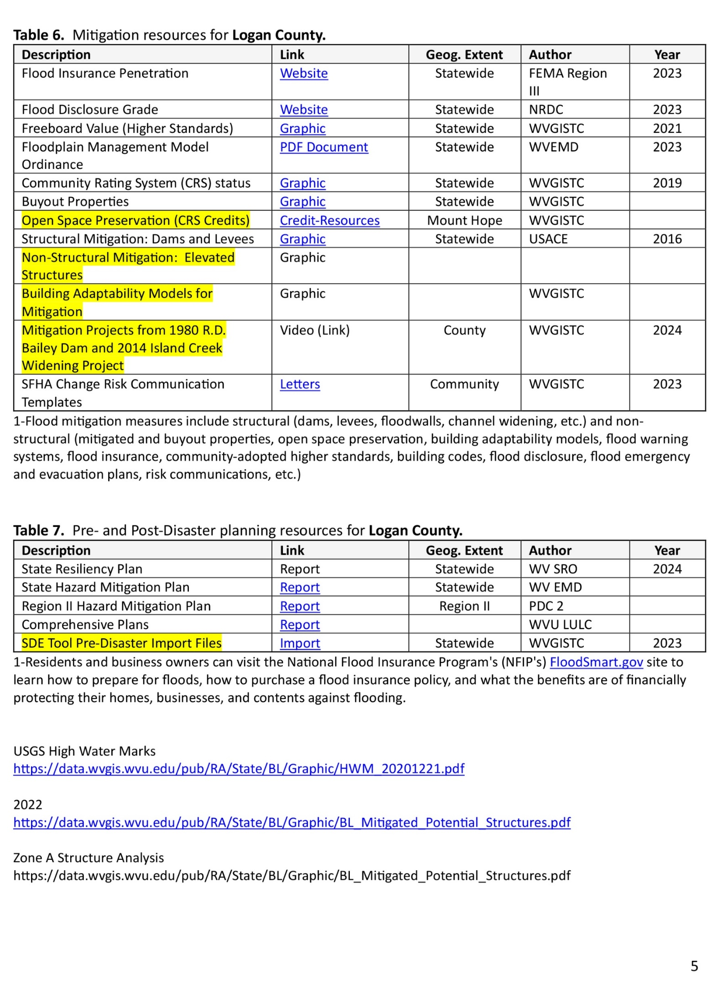 Table 6. Mitigation resources for Logan County.
Description Link Geog. Extent Author Year
Flood Insurance Penetration Website Statewide FEMA Region 2023
III
Flood Disclosure Grade Website Statewide NRDC 2023
Freeboard Value (Higher Standards) Graphic Statewide WVGISTC 2021
Floodplain Management Model PDF Document Statewide WVEMD 2023
Ordinance
Community Rating System (CRS) status Graphic Statewide WVGISTC 2019
Buyout Properties Graphic Statewide WVGISTC
Open Space Preservation (CRS Credits) Credit-Resources Mount Hope WVGISTC
Structural Mitigation: Dams and Levees Graphic Statewide USACE 2016
Non-Structural Mitigation: Elevated Graphic
Structures
Building Adaptability Models for Graphic WVGISTC
Mitigation
Mitigation Projects from 1980 R.D. Video (Link) County WVGISTC 2024
Bailey Dam and 2014 Island Creek
Widening Project
SFHA Change Risk Communication Letters Community WVGISTC 2023
Templates
1-Flood mitigation measures include structural (dams, levees, floodwalls, channel widening, etc.) and non-
structural (mitigated and buyout properties, open space preservation, building adaptability models, flood warning
systems, flood insurance, community-adopted higher standards, building codes, flood disclosure, flood emergency
and evacuation plans, risk communications, etc.)
Table 7. Pre- and Post-Disaster planning resources for Logan County.
Description Link Geog. Extent Author Year
State Resiliency Plan Report Statewide WV SRO 2024
State Hazard Mitigation Plan Report Statewide WV EMD
Region II Hazard Mitigation Plan Report Region II PDC 2
Comprehensive Plans Report WVU LULC
SDE Tool Pre-Disaster Import Files Import Statewide WVGISTC 2023
1-Residents and business owners can visit the National Flood Insurance Program's (NFIP's) FloodSmart.gov site to
learn how to prepare for floods, how to purchase a flood insurance policy, and what the benefits are of financially
protecting their homes, businesses, and contents against flooding.
USGS High Water Marks
https://data.wvgis.wvu.edu/pub/RA/State/BL/Graphic/HWM_20201221.pdf
2022
https://data.wvgis.wvu.edu/pub/RA/State/BL/Graphic/BL_Mitigated_Potential_Structures.pdf
Zone A Structure Analysis
https://data.wvgis.wvu.edu/pub/RA/State/BL/Graphic/BL_Mitigated_Potential_Structures.pdf
5